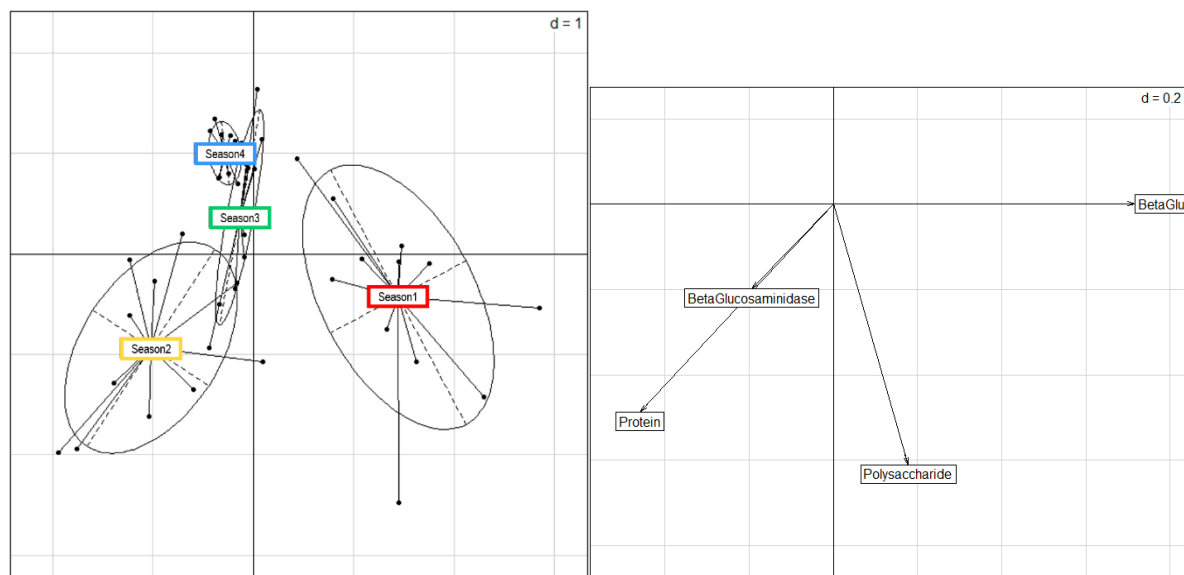 d = 1
Season4
Season3
Season1
Season2
d = 0.2
BetaGlu
BetaGlucosaminidase
Protein
Polysaccharide